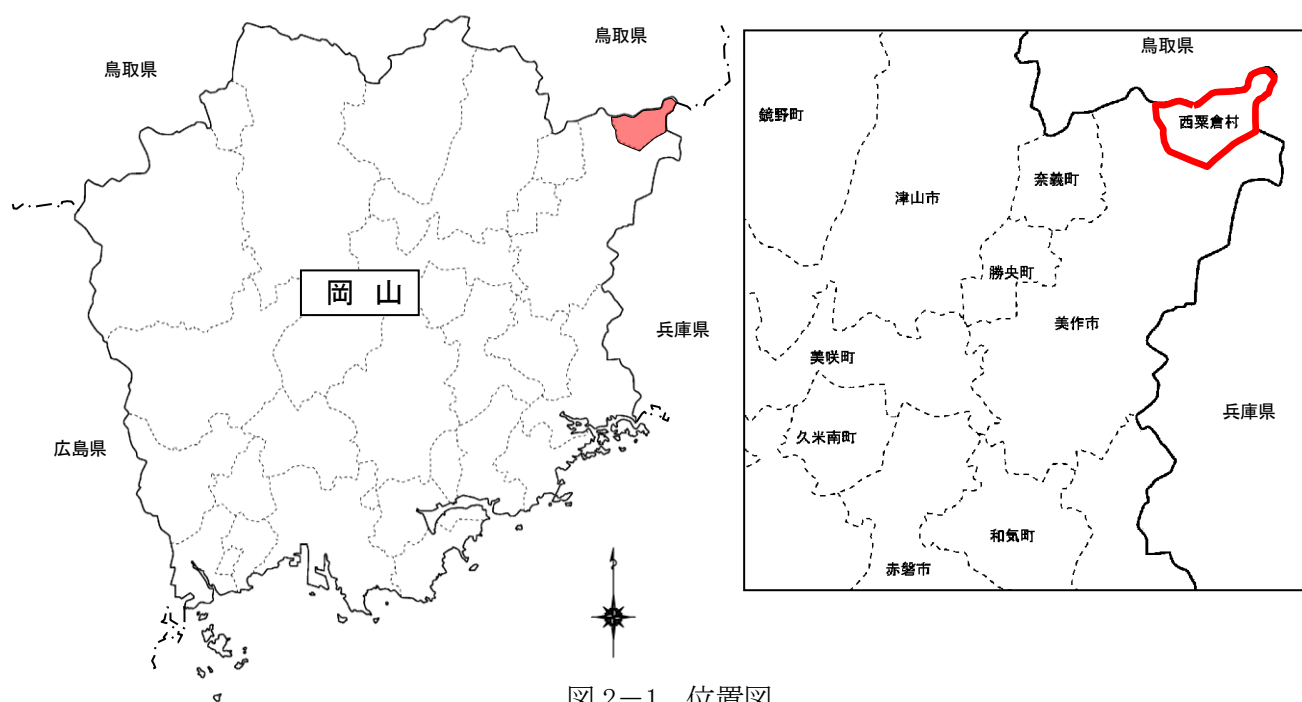 鳥取県
鳥取県
岡 山
兵庫県
広島県
鳥取県
鏡野町
西粟倉村
奈義町
津山市
勝央町
美作市
美咲町
兵庫県
久米南町
和気町
赤磐市
図 2－1 位置図